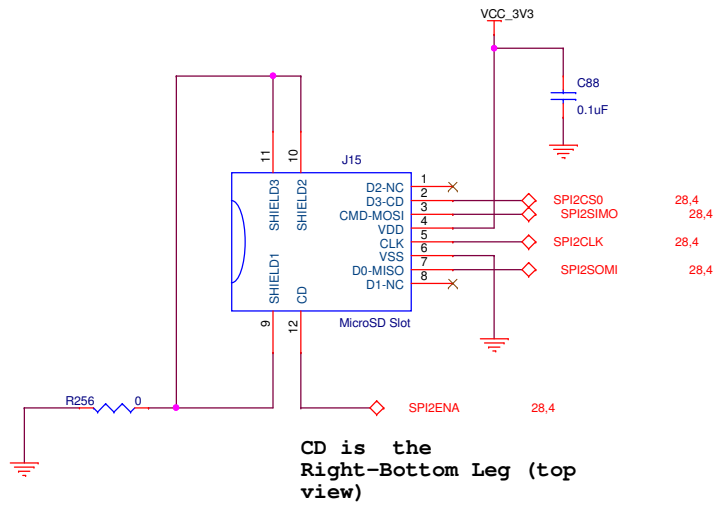 VCC_3V3
C88
0.1uF
J15
11
10
SHIELD3
SHIELD2
D2-NC 1
D3-CD 2 SPI2CS0 28,4
CMD-MOSI 3 SPI2SIMO 28,4
VDD 4
CLK 5 SPI2CLK 28,4
VSS 6
D0-MISO 7 SPI2SOMI 28,4
D1-NC 8
SHIELD1
CD
9
12
MicroSD Slot
R256 0
SPI2ENA 28,4
CD is the
Right-Bottom Leg (top
view)